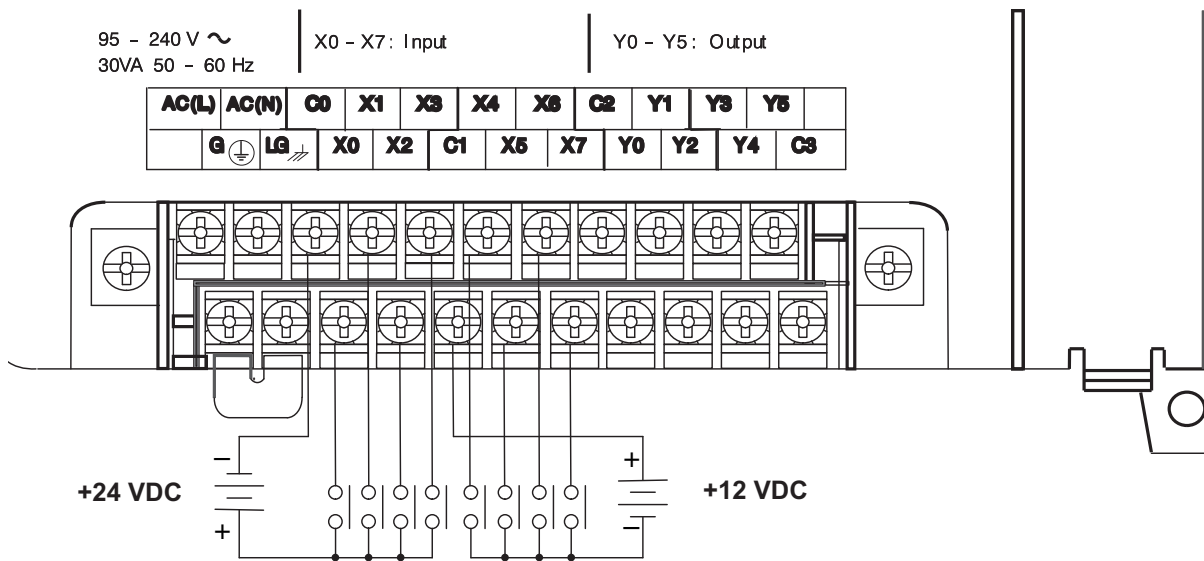 95 - 240 V ~
30VA 50 - 60 Hz
X0 - X7: Input
Y0 - Y5: Output
AC(L) AC(N) C0 X1 X3 X4 X6 C2 Y1 Y3 Y5
G LG X0 X2 C1 X5 X7 Y0 Y2 Y4 C3
−
+24 VDC
+
+
+12 VDC
−